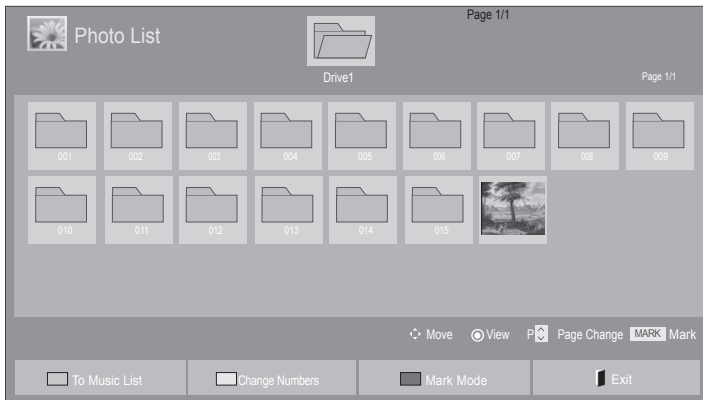 Page 1/1
Photo List
Drive1
Page 1/1
001 002 003 004 005 006 007 008 009
010 011 012 013 014 015
Move View P Page Change MARK Mark
To Music List Change Numbers Mark Mode Exit